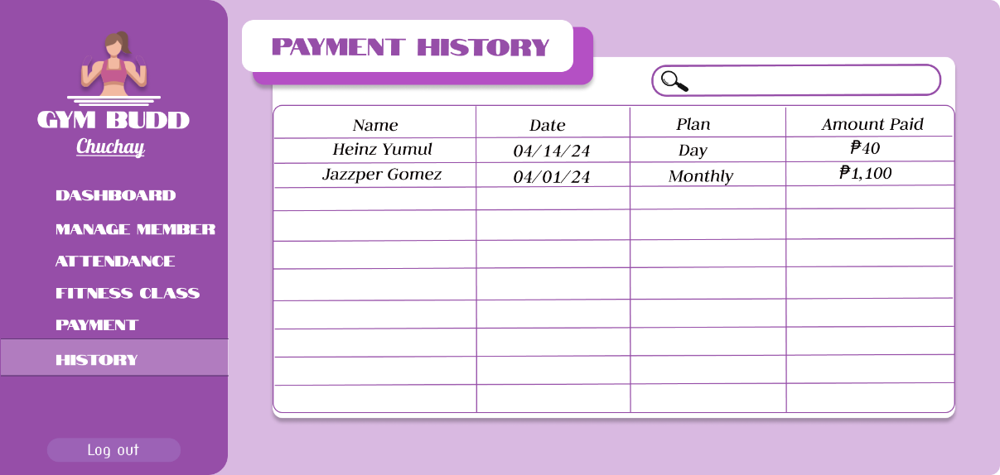 GYM BUDD
Chuchay
DASHBOARD
MANAGE MEMBER
ATTENDANCE
FITNESS CLASS
PAYMENT
HISTORY
Log out
PAYMENT HISTORY
Name Date Plan Amount Paid
Heinz Yumul 04/14/24 Day ₱40
Jazzper Gomez 04/01/24 Monthly ₱1,100